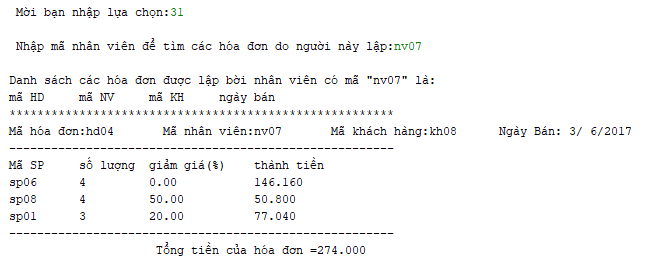 Mời bạn nhập lựa chọn:31
Nhập mã nhân viên để tìm các hóa đơn do người này lập:nv07
Danh sách các hóa đơn được lập bời nhân viên có mã "nv07" là:
mã HD mã NV mã KH ngày bán
*******************************************************
Mã hóa đơn:hd04 Mã nhân viên:nv07 Mã khách hàng:kh08 Ngày Bán: 3/ 6/2017
-------------------------------------------------------
Mã SP số lượng giảm giá(%) thành tiền
sp06 4 0.00 146.160
sp08 4 50.00 50.800
sp01 3 20.00 77.040
-------------------------------------------------------
Tổng tiền của hóa đơn =274.000